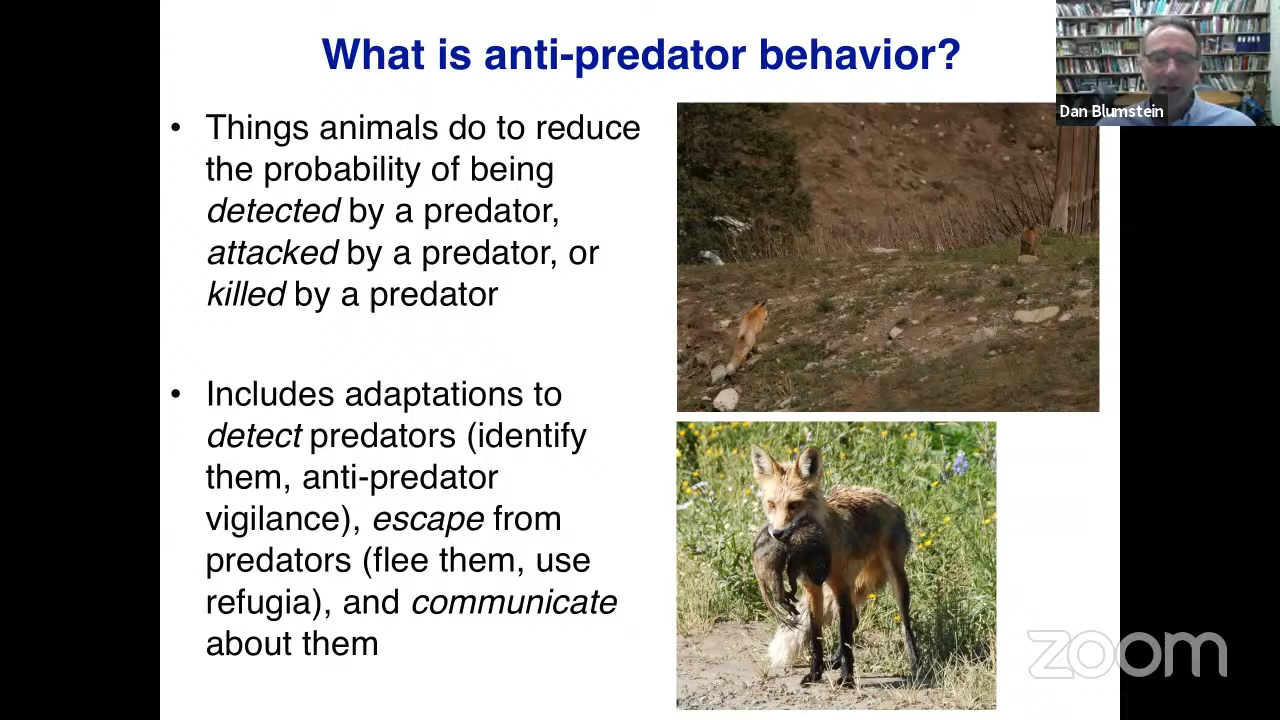 What is anti-predator behavior?
Dan Blumstein
• Things animals do to reduce
the probability of being
detected by a predator,
attacked by a predator, or
killed by a predator
• Includes adaptations to
detect predators (identify
them, anti-predator
vigilance), escape from
predators (flee them, use
refugia), and communicate
about them
zoom